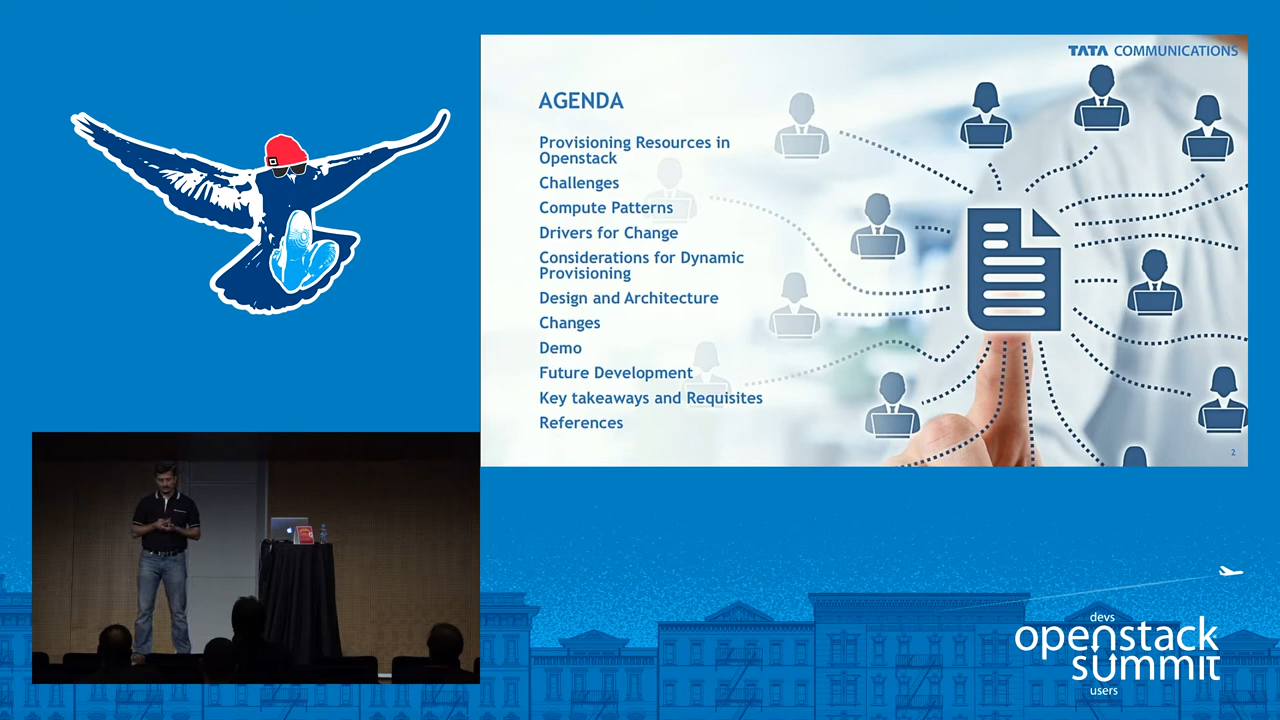 TATA COMMUNICATIONS
AGENDA
Provisioning Resources in
Openstack
Challenges
Compute Patterns
Drivers for Change
Considerations for Dynamic
Provisioning
Design and Architecture
Changes
Demo
Future Development
Key takeaways and Requisites
References
2
devs
openstack
summit
users